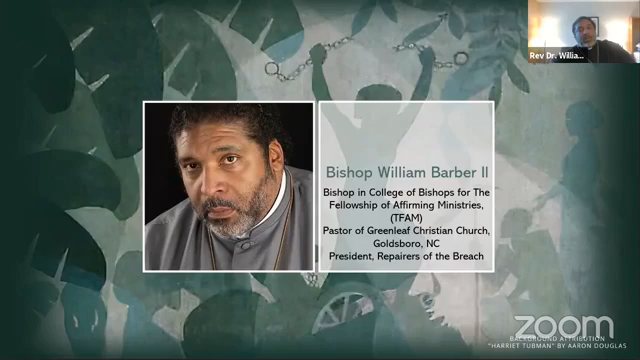 Rev Dr. Willia...
Bishop William Barber II
Bishop in College of Bishops for The
Fellowship of Affirming Ministries,
(TFAM)
Pastor of Greenleaf Christian Church,
Goldsboro, NC
President, Repairers of the Breach
zoom
BACKGROUND ATTRIBUTION
"HARRIET TUBMAN" BY AARON DOUGLAS